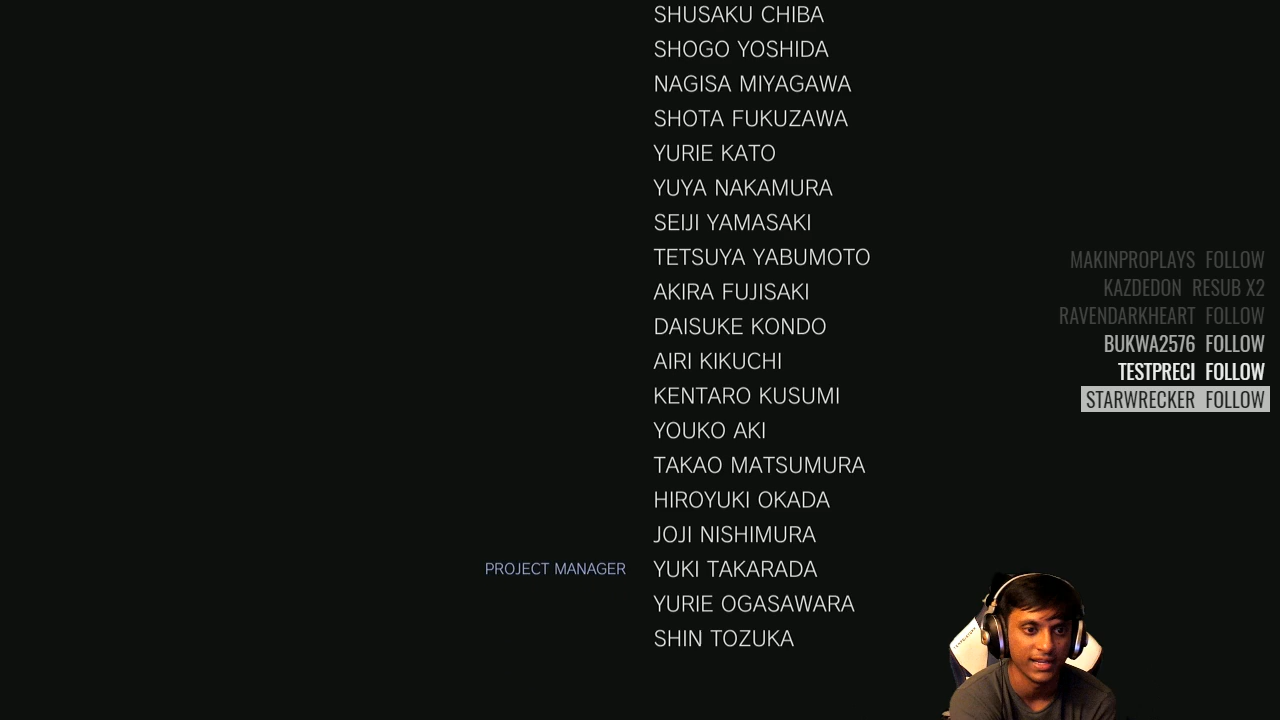 SHUSAKU CHIBA
SHOGO YOSHIDA
NAGISA MIYAGAWA
SHOTA FUKUZAWA
YURIE KATO
YUYA NAKAMURA
SEIJI YAMASAKI
TETSUYA YABUMOTO
AKIRA FUJISAKI
DAISUKE KONDO
AIRI KIKUCHI
KENTARO KUSUMI
YOUKO AKI
TAKAO MATSUMURA
HIROYUKI OKADA
JOJI NISHIMURA
PROJECT MANAGER YUKI TAKARADA
YURIE OGASAWARA
SHIN TOZUKA
MAKINPROPLAYS FOLLOW
KAZDEDON RESUB X2
RAVENDARKHEART FOLLOW
BUKWA2576 FOLLOW
TESTPRECI FOLLOW
STARWRECKER FOLLOW